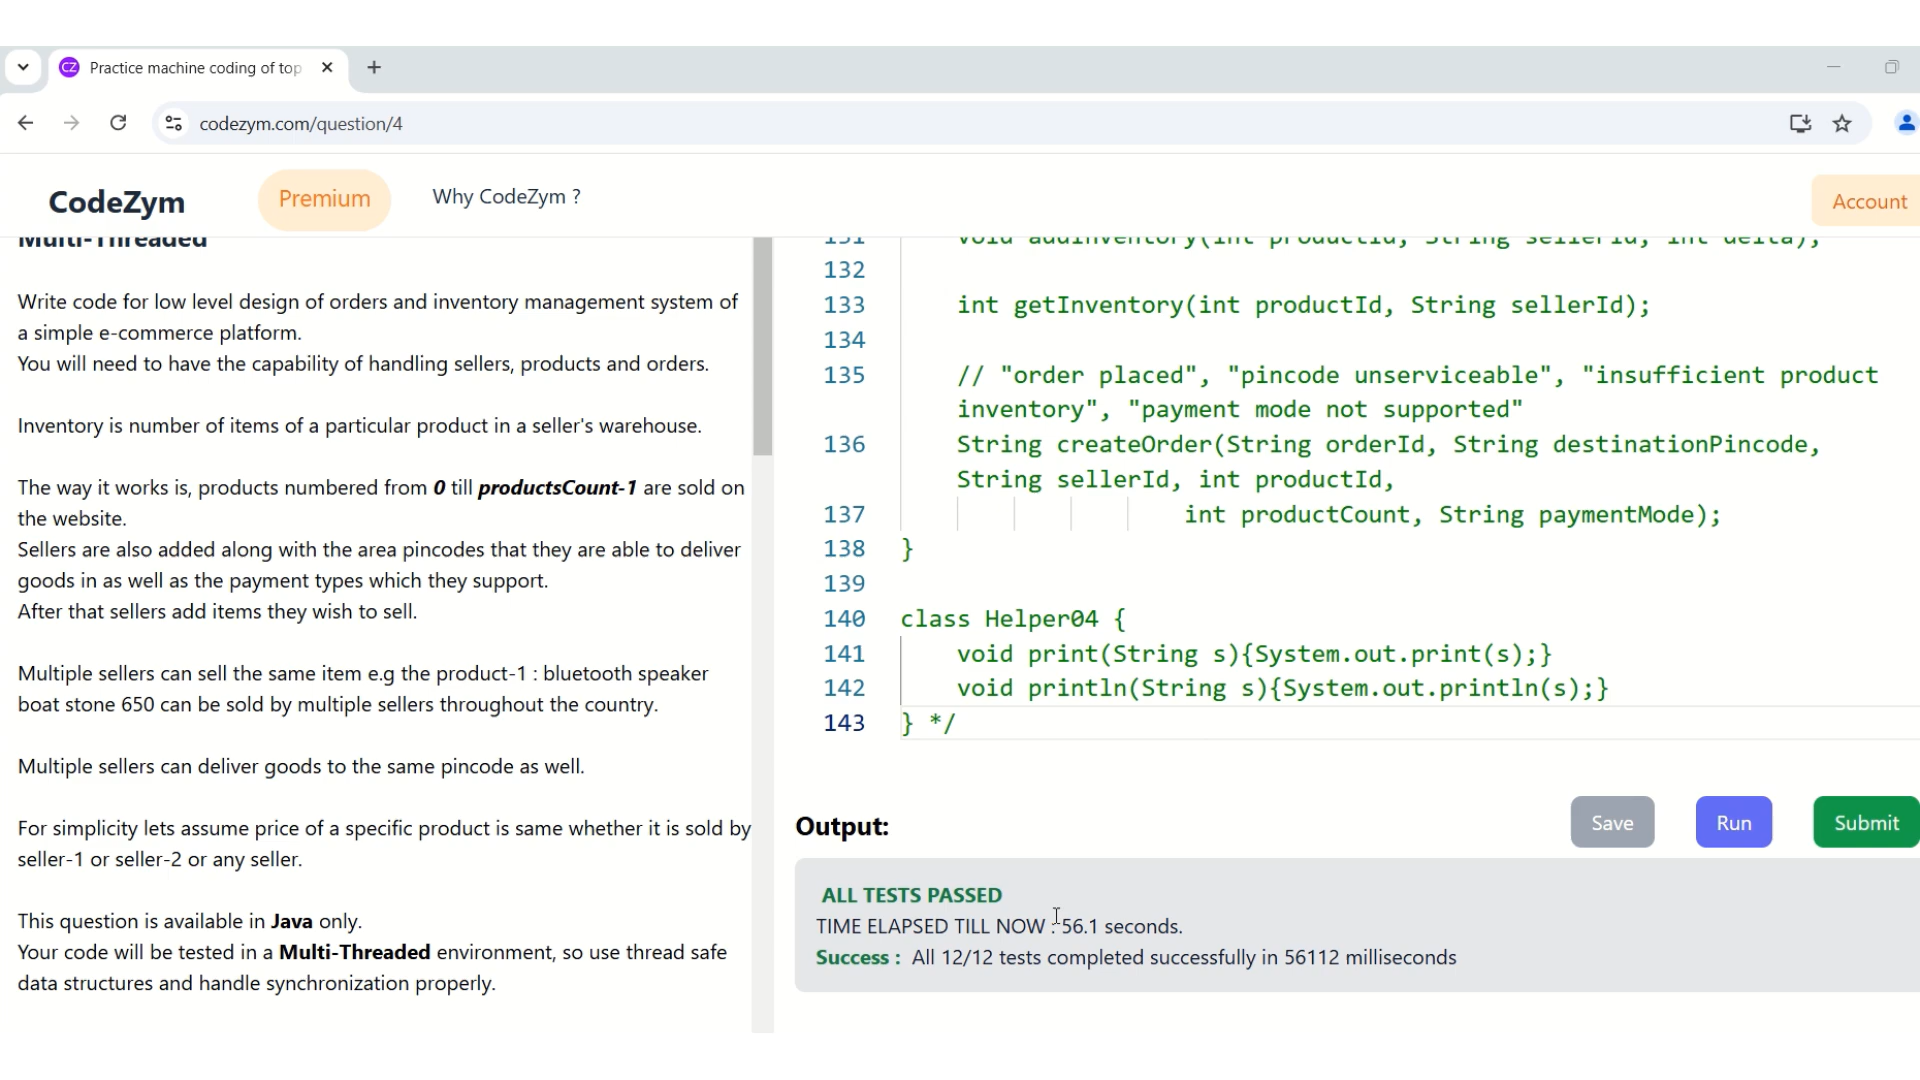 Practice machine coding of top
codezym.com/question/4
CodeZym
Premium
Why CodeZym ?
Account
Multi-Threaded
Write code for low level design of orders and inventory management system of
a simple e-commerce platform.
You will need to have the capability of handling sellers, products and orders.
Inventory is number of items of a particular product in a seller's warehouse.
The way it works is, products numbered from 0 till productsCount-1 are sold on
the website.
Sellers are also added along with the area pincodes that they are able to deliver
goods in as well as the payment types which they support.
After that sellers add items they wish to sell.
Multiple sellers can sell the same item e.g the product-1 : bluetooth speaker
boat stone 650 can be sold by multiple sellers throughout the country.
Multiple sellers can deliver goods to the same pincode as well.
For simplicity lets assume price of a specific product is same whether it is sold by
seller-1 or seller-2 or any seller.
This question is available in Java only.
Your code will be tested in a Multi-Threaded environment, so use thread safe
data structures and handle synchronization properly.
131 void addInventory(int productId, String sellerId, int delta);
132
133 int getInventory(int productId, String sellerId);
134
135 // "order placed", "pincode unserviceable", "insufficient product
inventory", "payment mode not supported"
136 String createOrder(String orderId, String destinationPincode,
String sellerId, int productId,
137 int productCount, String paymentMode);
138 }
139
140 class Helper04 {
141 void print(String s){System.out.print(s);}
142 void println(String s){System.out.println(s);}
143 } */
Output:
Save
Run
Submit
ALL TESTS PASSED
TIME ELAPSED TILL NOW : 56.1 seconds.
Success : All 12/12 tests completed successfully in 56112 milliseconds